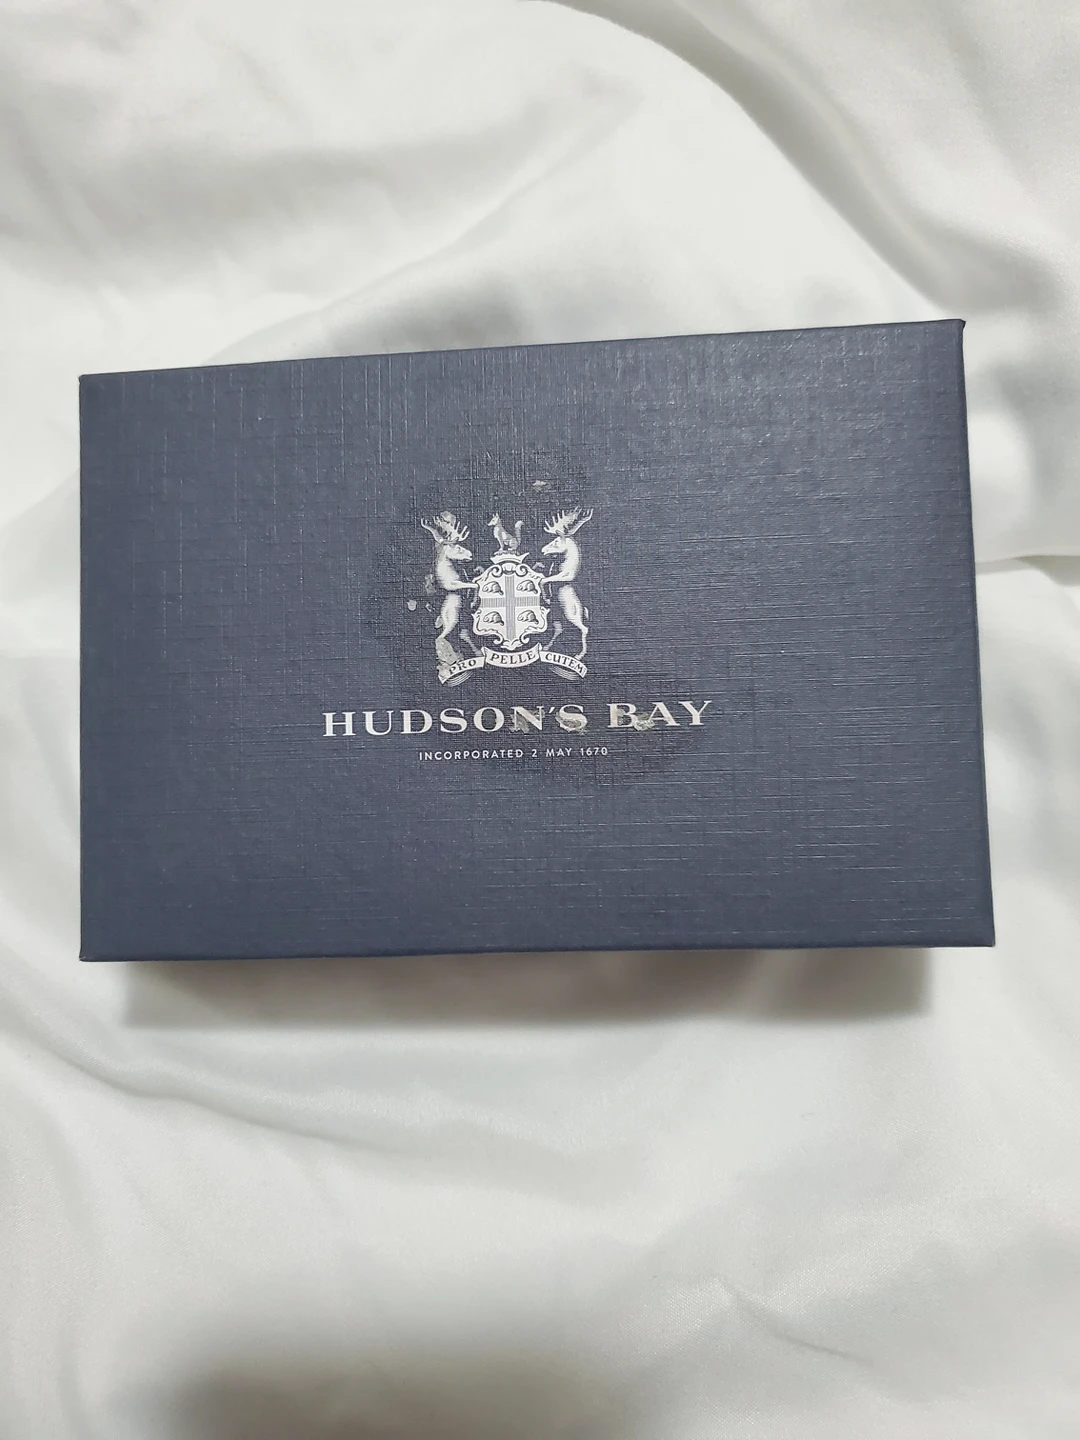 PRO PELLE CUTEM
HUDSON'S BAY
INCORPORATED 2 MAY 1670